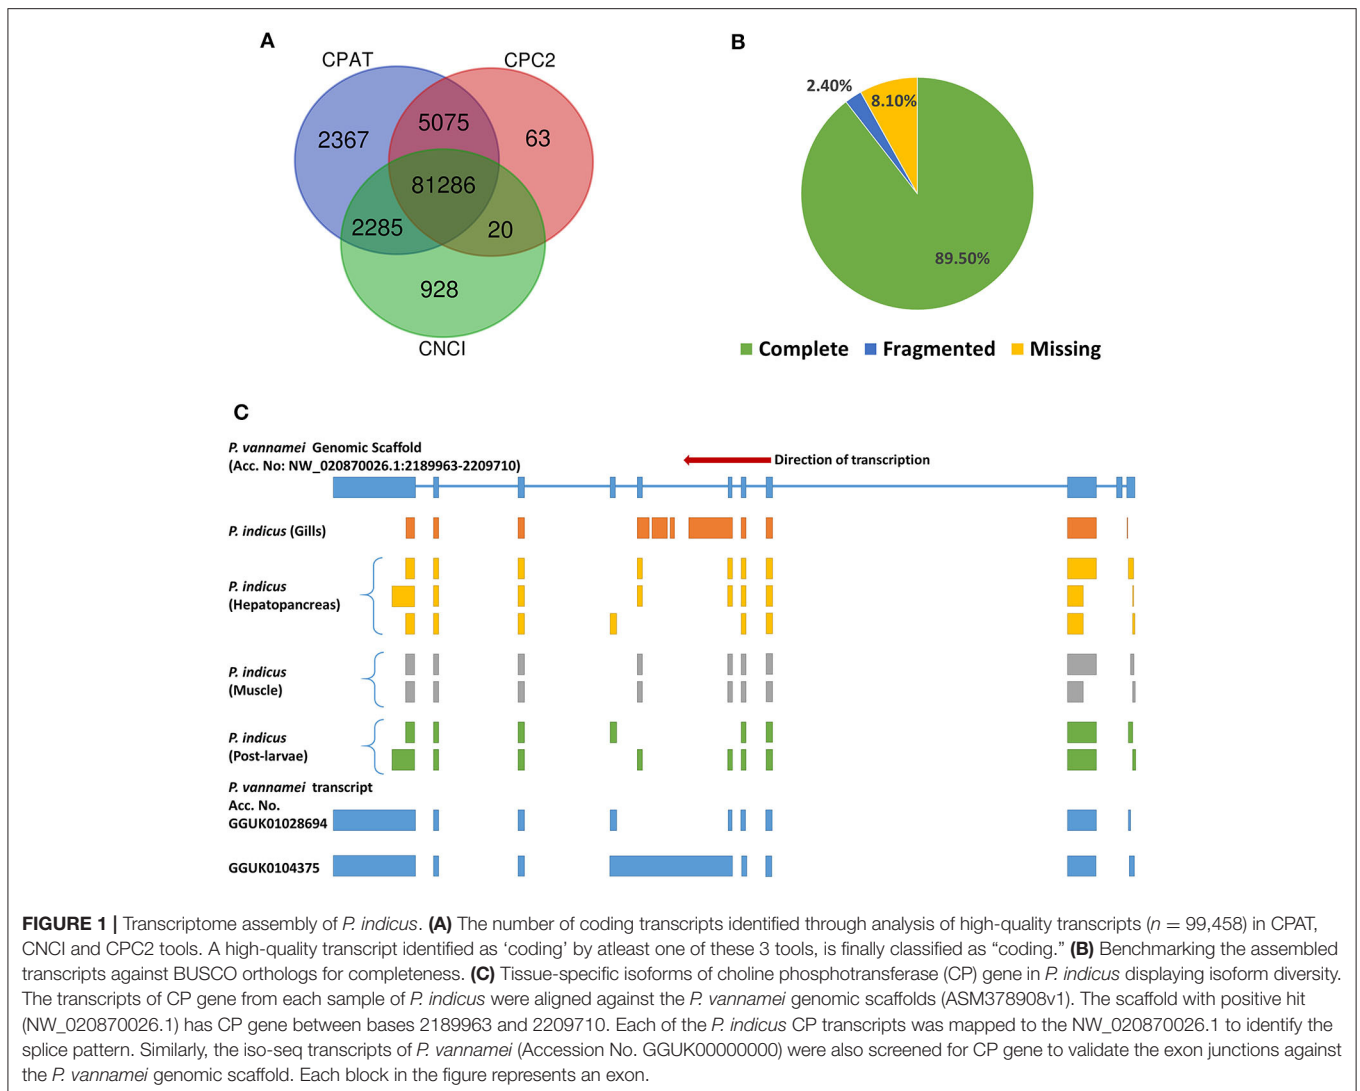 A
CPAT
CPC2
2367
5075
63
81286
2285
20
928
CNCI
B
2.40%
8.10%
89.50%
Complete
Fragmented
Missing
C
P. vannamei Genomic Scaffold
(Acc. No: NW_020870026.1:2189963-2209710)
Direction of transcription
P. indicus (Gills)
P. indicus
(Hepatopancreas)
P. indicus
(Muscle)
P. indicus
(Post-larvae)
P. vannamei transcript
Acc. No.
GGUK01028694
GGUK0104375
FIGURE 1 | Transcriptome assembly of P. indicus. (A) The number of coding transcripts identified through analysis of high-quality transcripts (n = 99,458) in CPAT,
CNCI and CPC2 tools. A high-quality transcript identified as 'coding' by atleast one of these 3 tools, is finally classified as "coding." (B) Benchmarking the assembled
transcripts against BUSCO orthologs for completeness. (C) Tissue-specific isoforms of choline phosphotransferase (CP) gene in P. indicus displaying isoform diversity.
The transcripts of CP gene from each sample of P. indicus were aligned against the P. vannamei genomic scaffolds (ASM378908v1). The scaffold with positive hit
(NW_020870026.1) has CP gene between bases 2189963 and 2209710. Each of the P. indicus CP transcripts was mapped to the NW_020870026.1 to identify the
splice pattern. Similarly, the iso-seq transcripts of P. vannamei (Accession No. GGUK00000000) were also screened for CP gene to validate the exon junctions against
the P. vannamei genomic scaffold. Each block in the figure represents an exon.